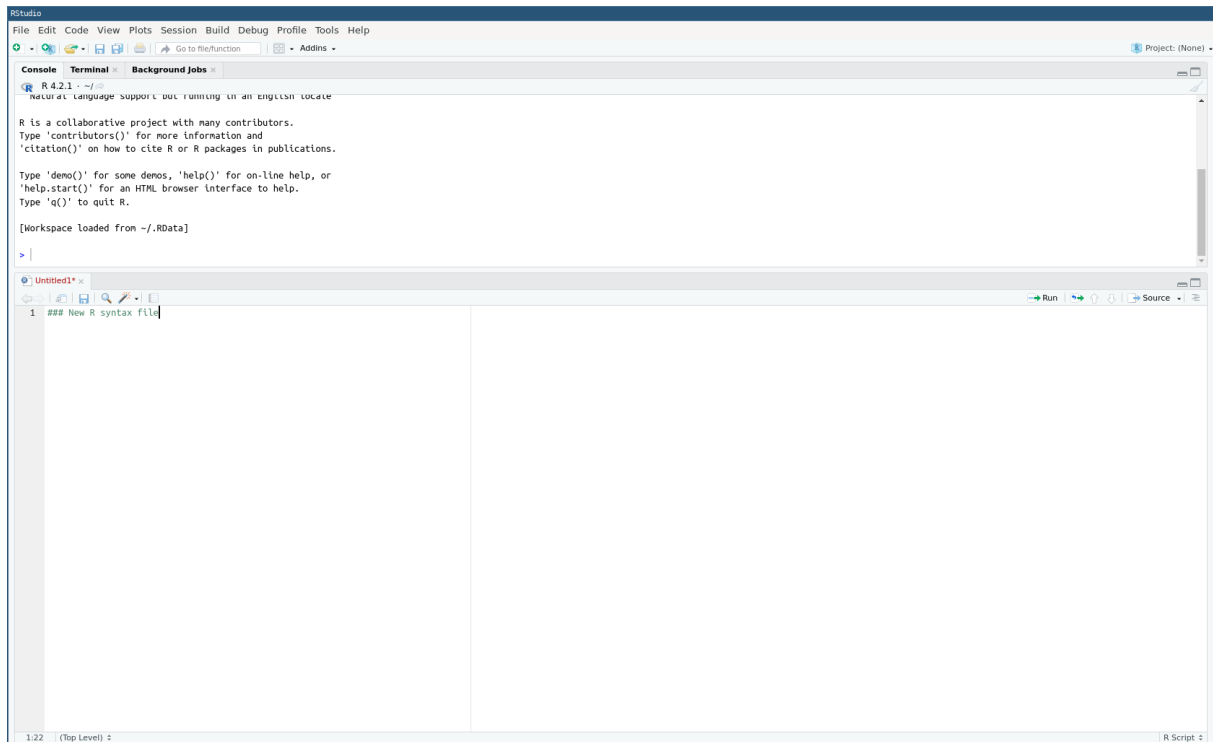 RStudio
File Edit Code View Plots Session Build Debug Profile Tools Help
Go to file/function Addins Project: (None)
Console Terminal Background Jobs
R 4.2.1 · ~/
Natural language support but running in an English locale
R is a collaborative project with many contributors.
Type 'contributors()' for more information and
'citation()' on how to cite R or R packages in publications.
Type 'demo()' for some demos, 'help()' for on-line help, or
'help.start()' for an HTML browser interface to help.
Type 'q()' to quit R.
[Workspace loaded from ~/.RData]
>
Untitled1*
Run Source
1 ### New R syntax file
1:22 (Top Level) R Script